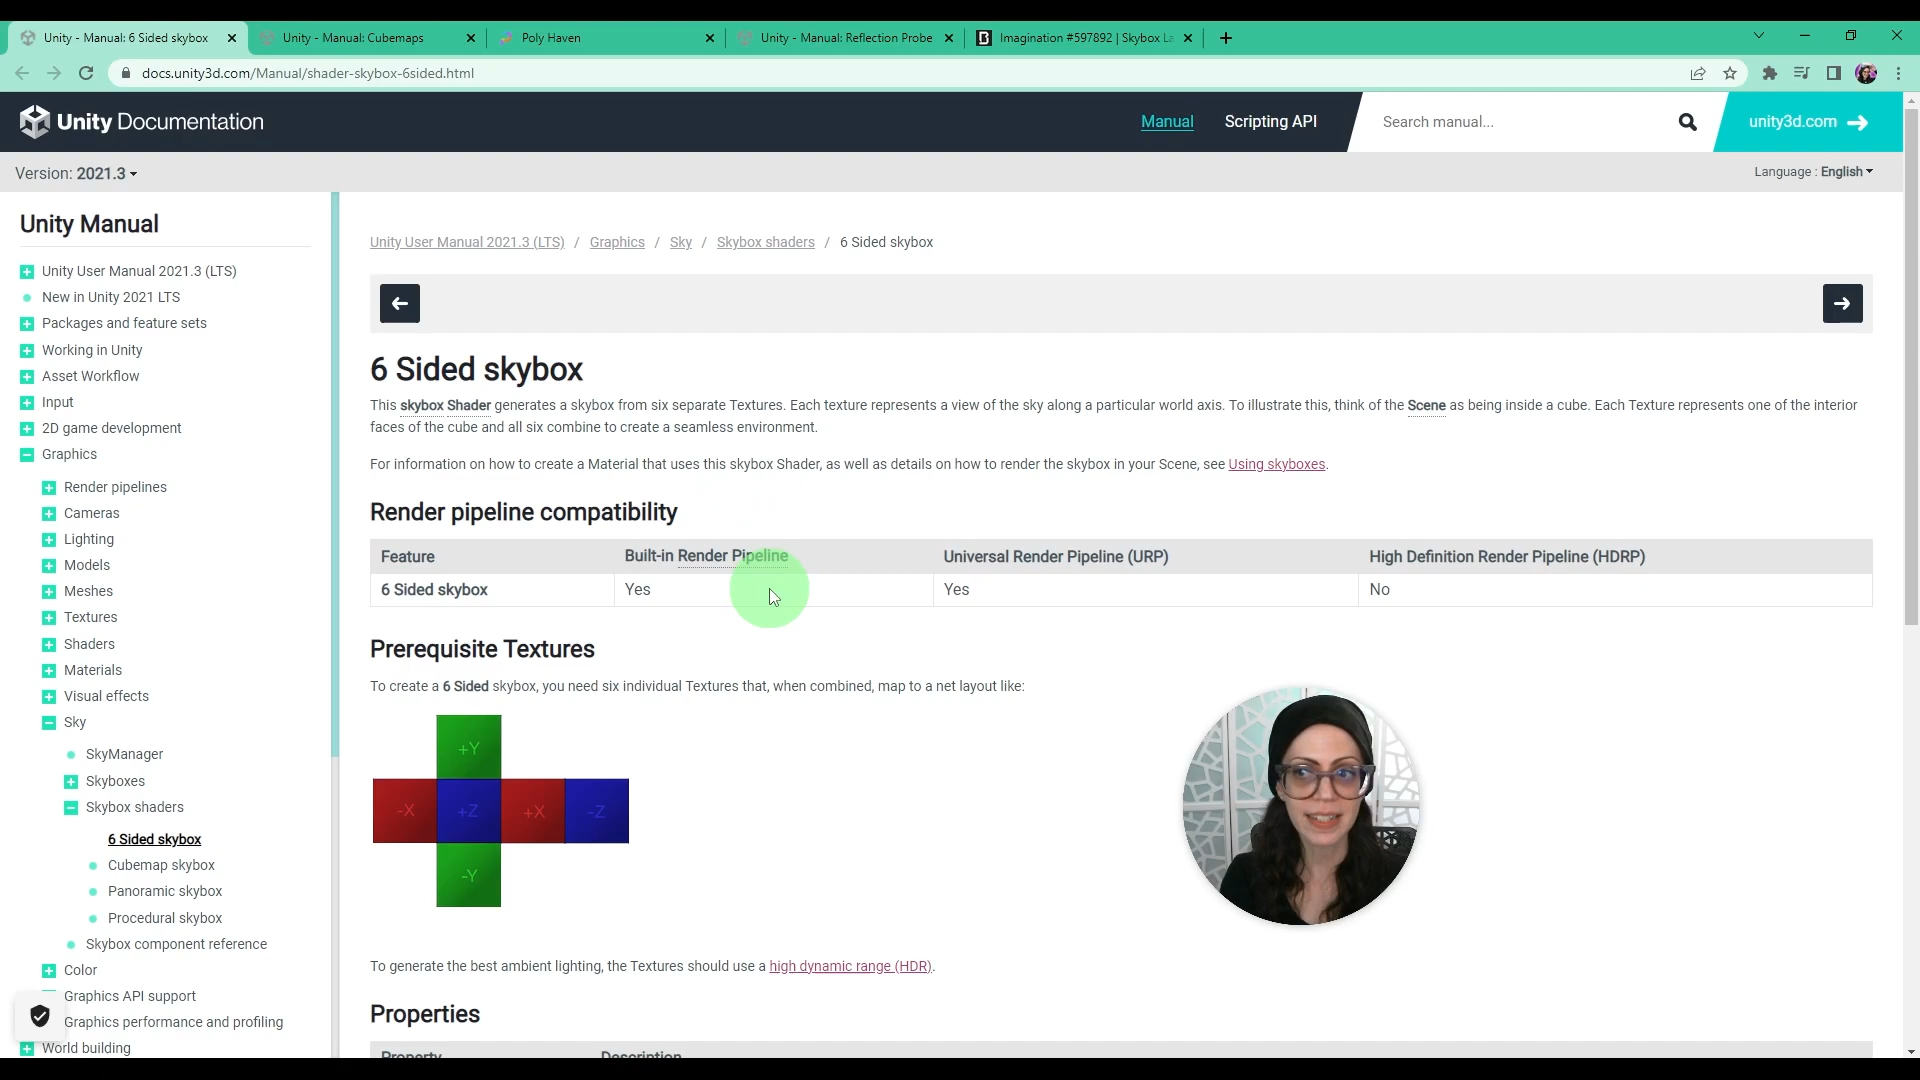 Unity - Manual: 6 Sided skybox
Unity - Manual: Cubemaps
Poly Haven
Unity - Manual: Reflection Probe
Imagination #597892 | Skybox La
docs.unity3d.com/Manual/shader-skybox-6sided.html
Unity Documentation
Manual
Scripting API
Search manual...
unity3d.com
Version: 2021.3
Language : English
Unity Manual
Unity User Manual 2021.3 (LTS)
New in Unity 2021 LTS
Packages and feature sets
Working in Unity
Asset Workflow
Input
2D game development
Graphics
Render pipelines
Cameras
Lighting
Models
Meshes
Textures
Shaders
Materials
Visual effects
Sky
SkyManager
Skyboxes
Skybox shaders
6 Sided skybox
Cubemap skybox
Panoramic skybox
Procedural skybox
Skybox component reference
Color
Graphics API support
Graphics performance and profiling
World building
Unity User Manual 2021.3 (LTS) / Graphics / Sky / Skybox shaders / 6 Sided skybox
6 Sided skybox
This skybox Shader generates a skybox from six separate Textures. Each texture represents a view of the sky along a particular world axis. To illustrate this, think of the Scene as being inside a cube. Each Texture represents one of the interior
faces of the cube and all six combine to create a seamless environment.
For information on how to create a Material that uses this skybox Shader, as well as details on how to render the skybox in your Scene, see Using skyboxes.
Render pipeline compatibility
Feature Built-in Render Pipeline Universal Render Pipeline (URP) High Definition Render Pipeline (HDRP)
6 Sided skybox Yes Yes No
Prerequisite Textures
To create a 6 Sided skybox, you need six individual Textures that, when combined, map to a net layout like:
+Y
-X +Z +X -Z
-Y
To generate the best ambient lighting, the Textures should use a high dynamic range (HDR).
Properties
Property Description